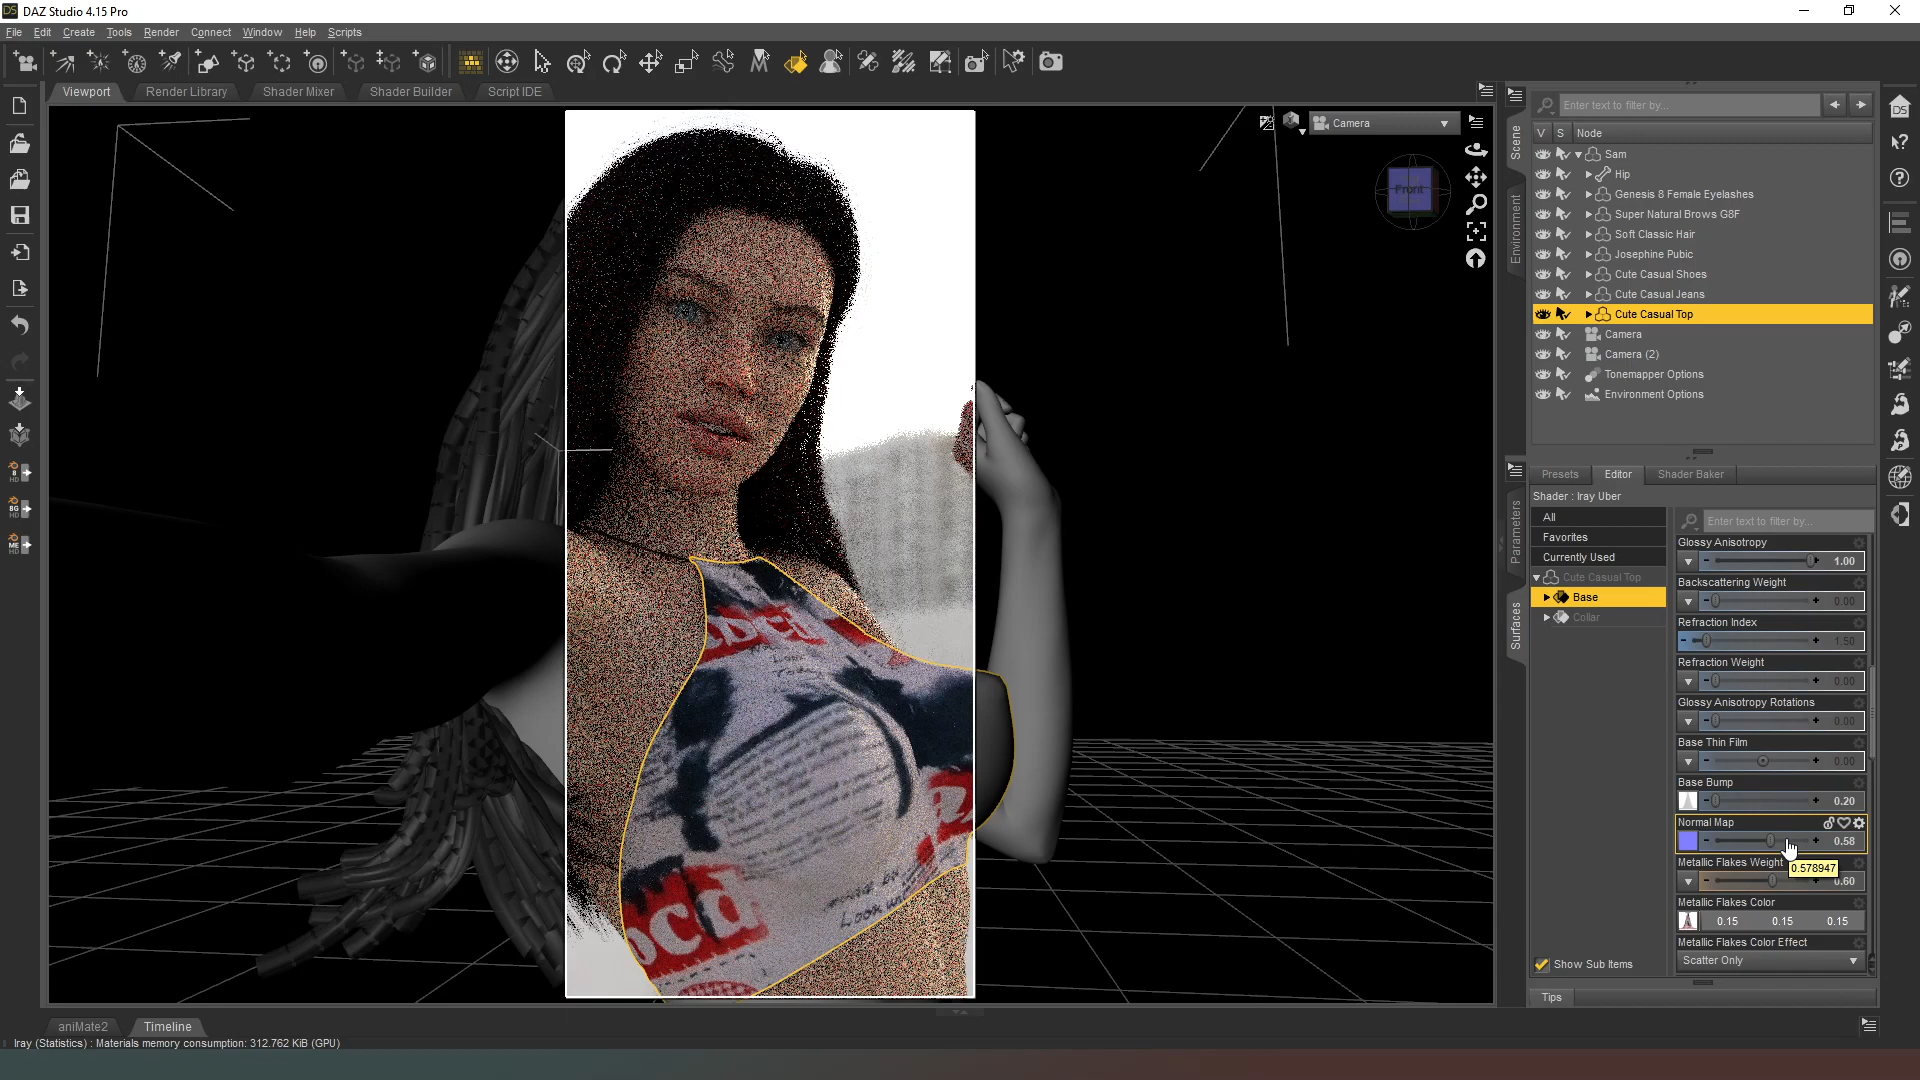 DAZ Studio 4.15 Pro
File Edit Create Tools Render Connect Window Help Scripts
Viewport Render Library Shader Mixer Shader Builder Script IDE
Camera
Front
Enter text to filter by...
V S Node
Sam
Hip
Genesis 8 Female Eyelashes
Super Natural Brows G8F
Soft Classic Hair
Josephine Pubic
Cute Casual Shoes
Cute Casual Jeans
Cute Casual Top
Camera
Camera (2)
Tonemapper Options
Environment Options
Scene
Environment
Parameters
Surfaces
Presets Editor Shader Baker
Shader : Iray Uber
All
Favorites
Currently Used
Cute Casual Top
Base
Collar
Show Sub Items
Enter text to filter by...
Glossy Anisotropy
1.00
Backscattering Weight
0.00
Refraction Index
1.50
Refraction Weight
0.00
Glossy Anisotropy Rotations
0.00
Base Thin Film
0.00
Base Bump
0.20
Normal Map
0.58
0.578947
Metallic Flakes Weight
0.60
Metallic Flakes Color
0.15 0.15 0.15
Metallic Flakes Color Effect
Scatter Only
Tips
aniMate2 Timeline
Iray (Statistics) : Materials memory consumption: 312.762 KiB (GPU)